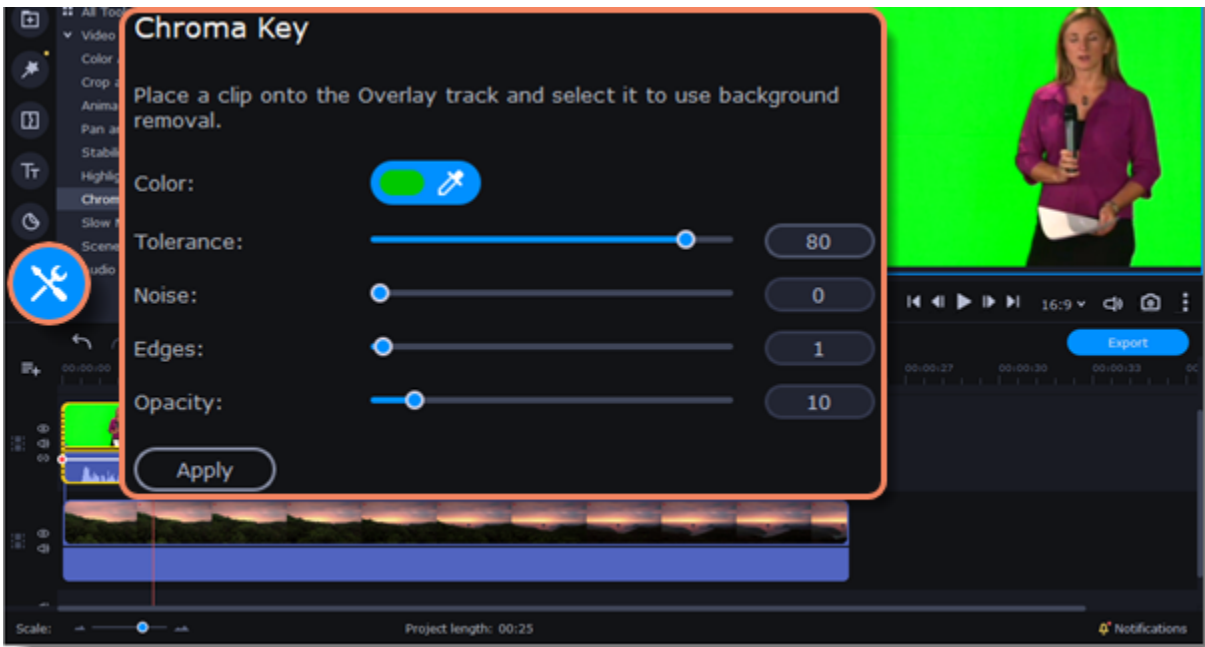 All Too
Video
Chroma Key
Color
Crop a
Place a clip onto the Overlay track and select it to use background
removal.
Anima
Pan a
Stabili
Highlig
Color:
Chrom
Slow M
Scene
Tolerance: 80
udio
Noise: 0
16:9
Edges: 1
Export
00:00:00 00:00:27 00:00:30 00:00:33 00
Opacity: 10
Apply
Scale: Project length: 00:25 Notifications